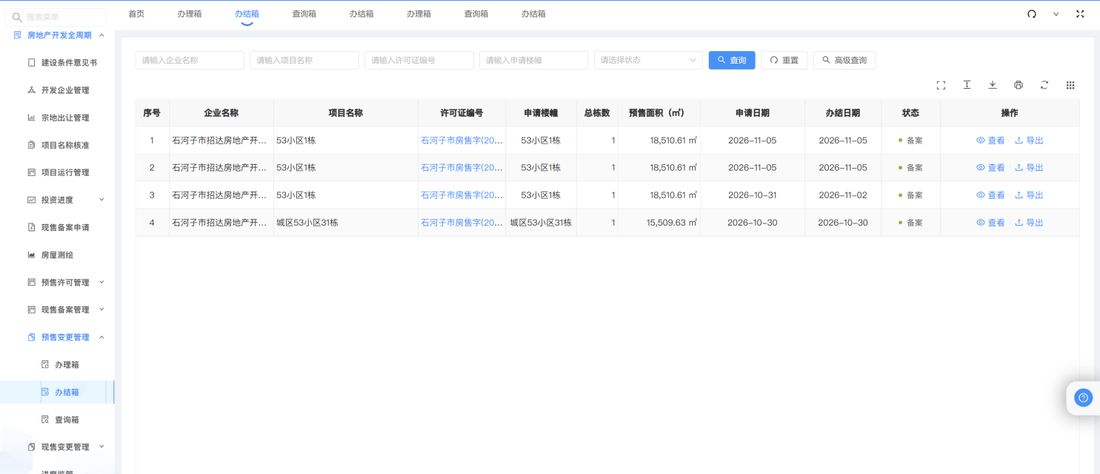 搜索菜单
首页 办理箱 办结箱 查询箱 办结箱 办理箱 查询箱 办结箱
房地产开发全周期
建设条件意见书
开发企业管理
宗地出让管理
项目名称核准
项目运行管理
投资进度
现售备案申请
房屋测绘
预售许可管理
现售备案管理
预售变更管理
办理箱
办结箱
查询箱
现售变更管理
进度监管
请输入企业名称 请输入项目名称 请输入许可证编号 请输入申请楼幢 请选择状态 查询 重置 高级查询
序号 企业名称 项目名称 许可证编号 申请楼幢 总栋数 预售面积（㎡） 申请日期 办结日期 状态 操作
1 石河子市招达房地产开... 53小区1栋 石河子市房售字(20... 53小区1栋 1 18,510.61 ㎡ 2026-11-05 2026-11-05 备案 查看 导出
2 石河子市招达房地产开... 53小区1栋 石河子市房售字(20... 53小区1栋 1 18,510.61 ㎡ 2026-11-05 2026-11-05 备案 查看 导出
3 石河子市招达房地产开... 53小区1栋 石河子市房售字(20... 53小区1栋 1 18,510.61 ㎡ 2026-10-31 2026-11-02 备案 查看 导出
4 石河子市招达房地产开... 城区53小区31栋 石河子市房售字(20... 城区53小区31栋 1 15,509.63 ㎡ 2026-10-30 2026-10-30 备案 查看 导出